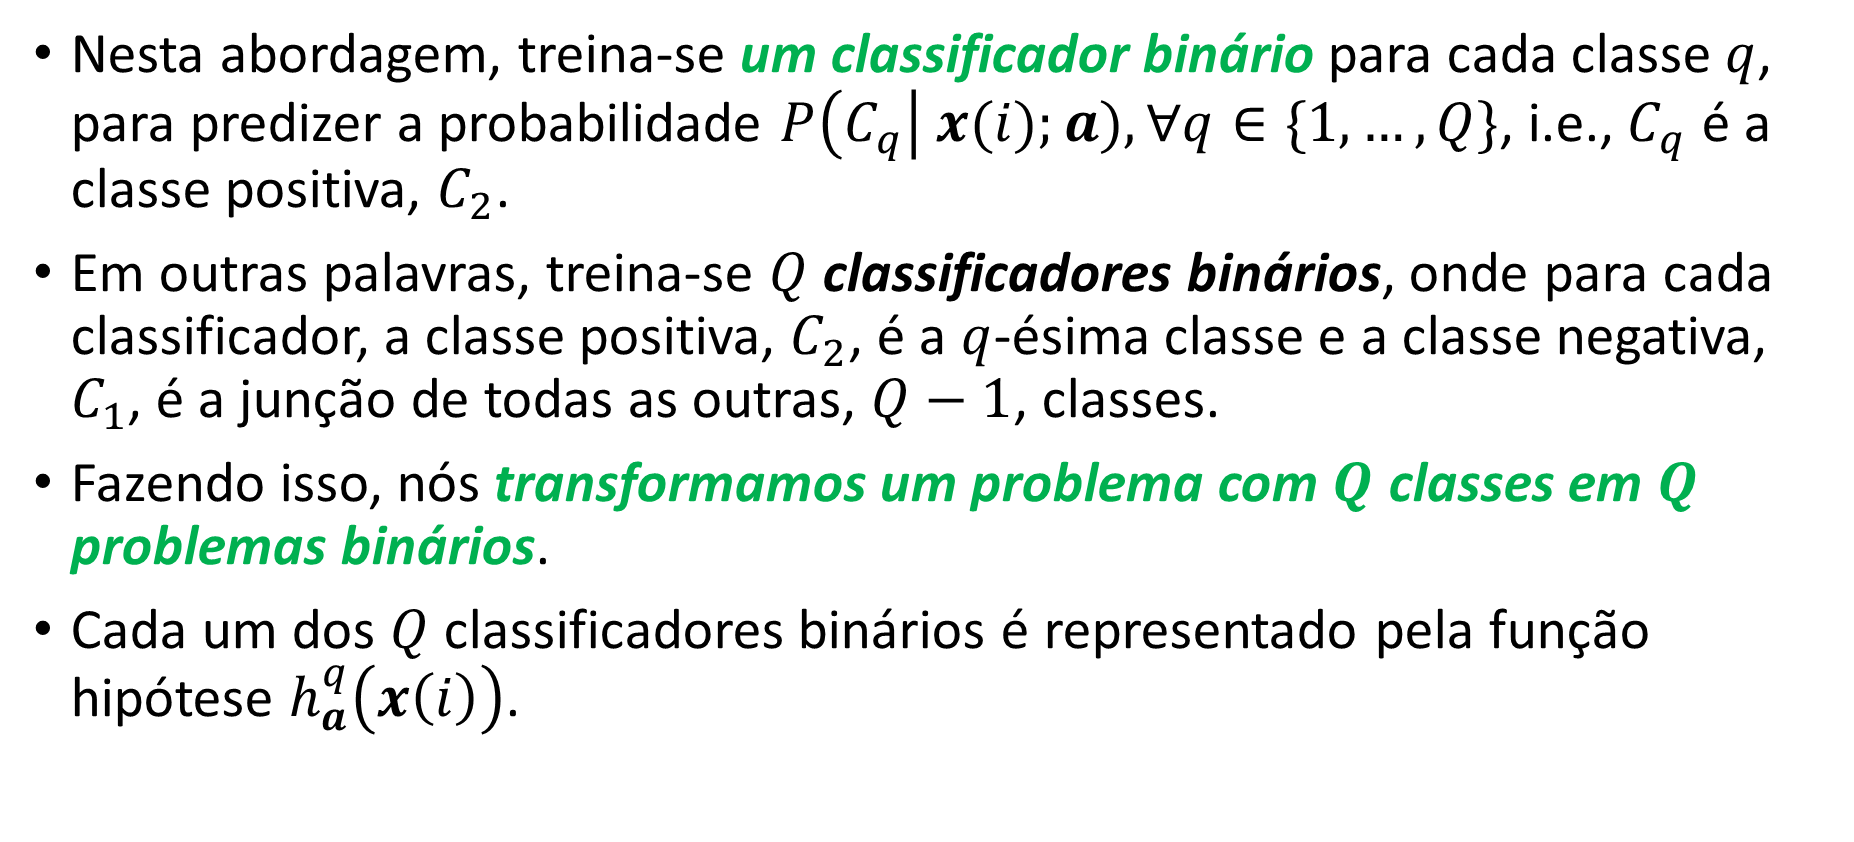 • Nesta abordagem, treina-se um classificador binário para cada classe q,
para predizer a probabilidade P(C_q | x(i); a), ∀q ∈ {1, … , Q}, i.e., C_q é a
classe positiva, C_2.
• Em outras palavras, treina-se Q classificadores binários, onde para cada
classificador, a classe positiva, C_2, é a q-ésima classe e a classe negativa,
C_1, é a junção de todas as outras, Q − 1, classes.
• Fazendo isso, nós transformamos um problema com Q classes em Q
problemas binários.
• Cada um dos Q classificadores binários é representado pela função
hipótese h_a^q(x(i)).